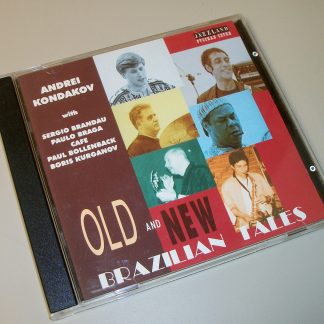 JAZZLAND
ANDREI
KONDAKOV
with
SERGIO BRANDAU
PAULO BRAGA
CAFE
PAUL BOLLENBACK
BORIS KURGANOV
OLD AND NEW
BRAZILIAN TALES